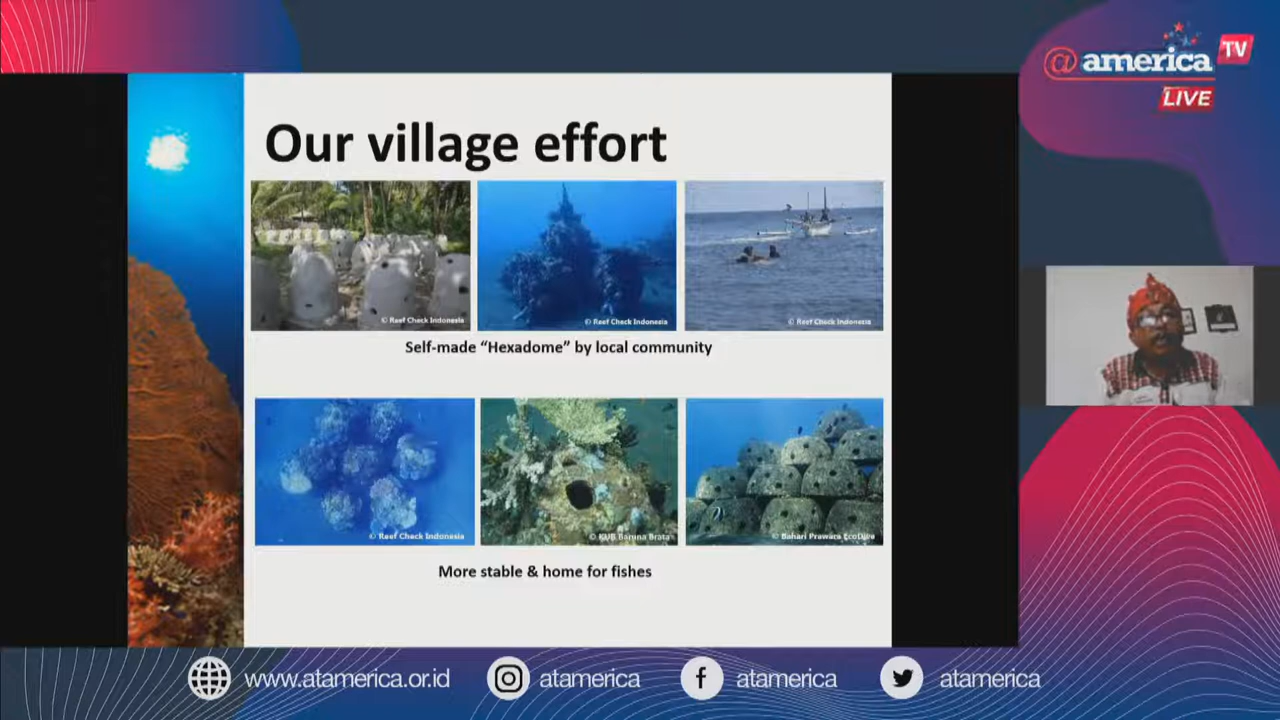 @america TV
LIVE
Our village effort
© Reef Check Indonesia
© Reef Check Indonesia
© Reef Check Indonesia
Self-made “Hexadome” by local community
© Reef Check Indonesia
© KUB Baruna Brata
© Bahari Prawara EcoDive
More stable & home for fishes
www.atamerica.or.id
atamerica
atamerica
atamerica